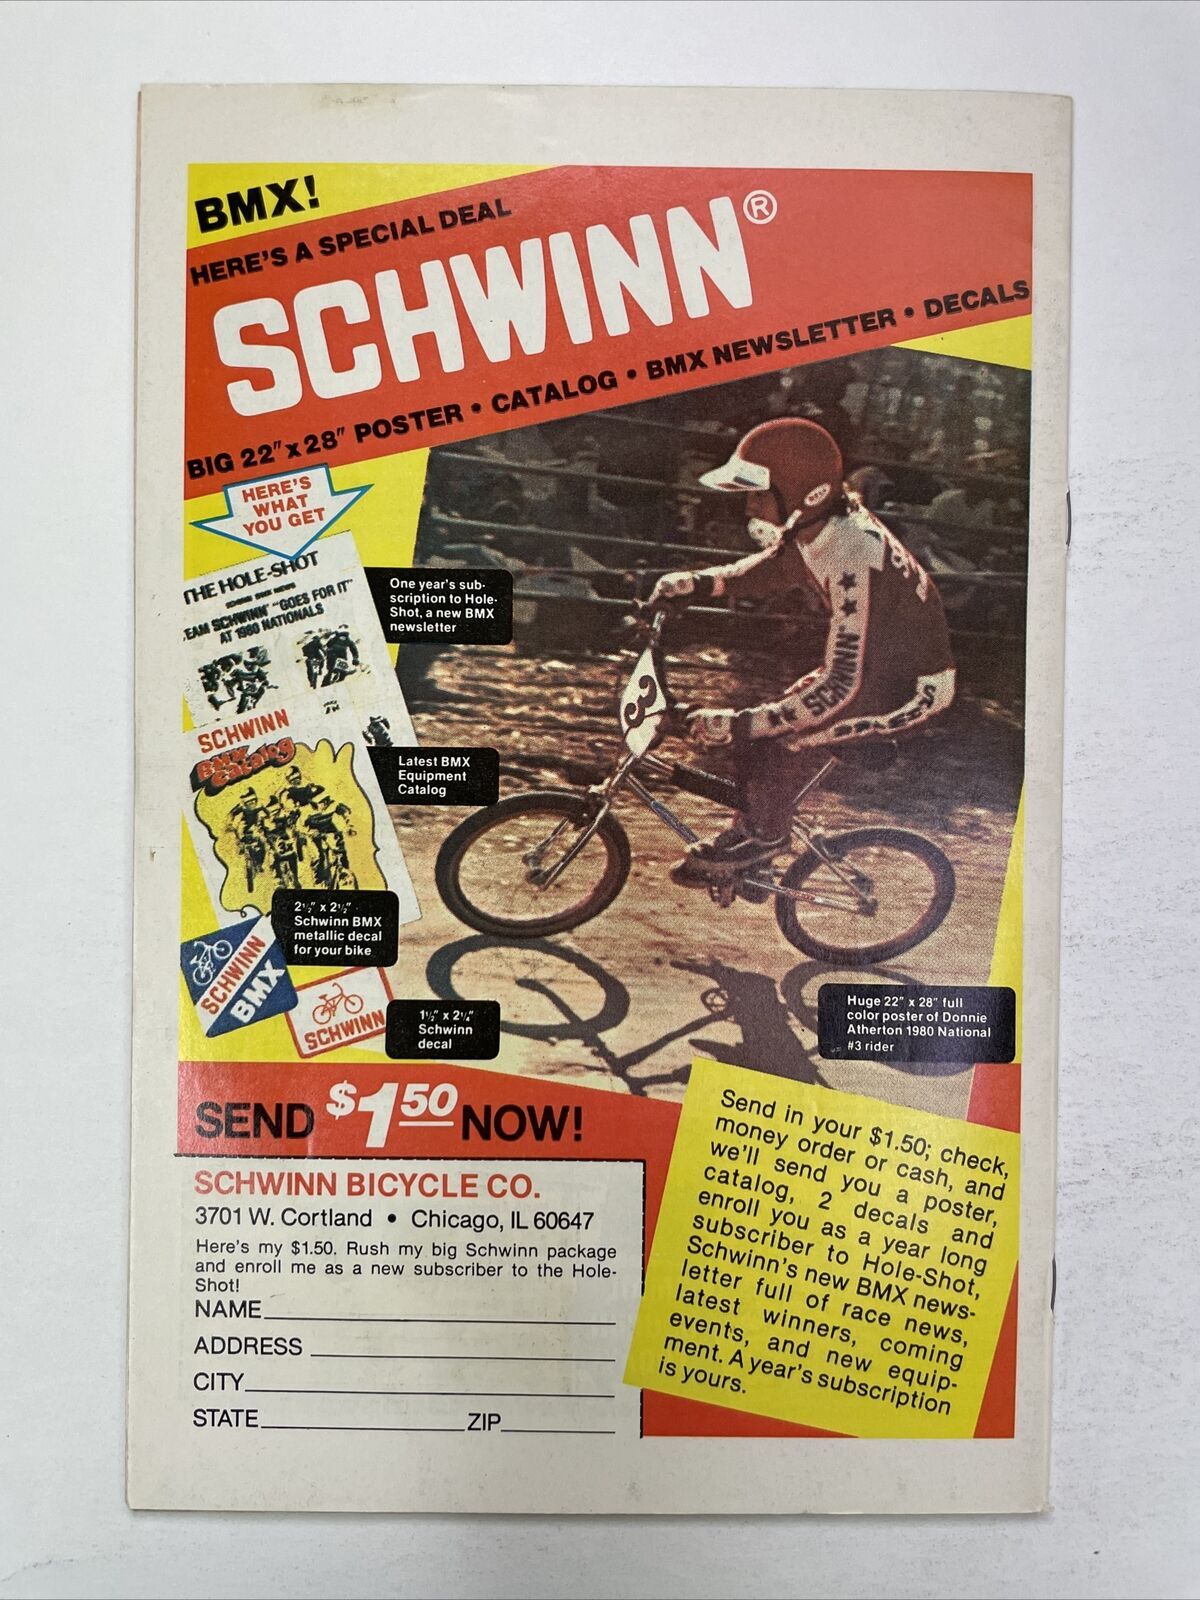 BMX!
HERE'S A SPECIAL DEAL
SCHWINN®
BIG 22" x 28" POSTER • CATALOG • BMX NEWSLETTER • DECALS
HERE'S
WHAT
YOU GET
THE HOLE-SHOT
SCHWINN BMX NEWS
EAM SCHWINN "GOES FOR IT"
AT 1980 NATIONALS
One year's sub-
scription to Hole-
Shot, a new BMX
newsletter
SCHWINN
BMX
Catalog
Latest BMX
Equipment
Catalog
2½" x 2½"
Schwinn BMX
metallic decal
for your bike
SCHWINN
BMX
SCHWINN
1½" x 2¼"
Schwinn
decal
3
SCHWINN
BELL
Huge 22" x 28" full
color poster of Donnie
Atherton 1980 National
#3 rider
SEND $1.50 NOW!
SCHWINN BICYCLE CO.
3701 W. Cortland • Chicago, IL 60647
Here's my $1.50. Rush my big Schwinn package
and enroll me as a new subscriber to the Hole-
Shot!
NAME
ADDRESS
CITY
STATE ZIP
Send in your $1.50; check,
money order or cash, and
we'll send you a poster,
catalog, 2 decals and
enroll you as a year long
subscriber to Hole-Shot,
Schwinn's new BMX news-
letter full of race news,
latest winners, coming
events, and new equip-
ment. A year's subscription
is yours.